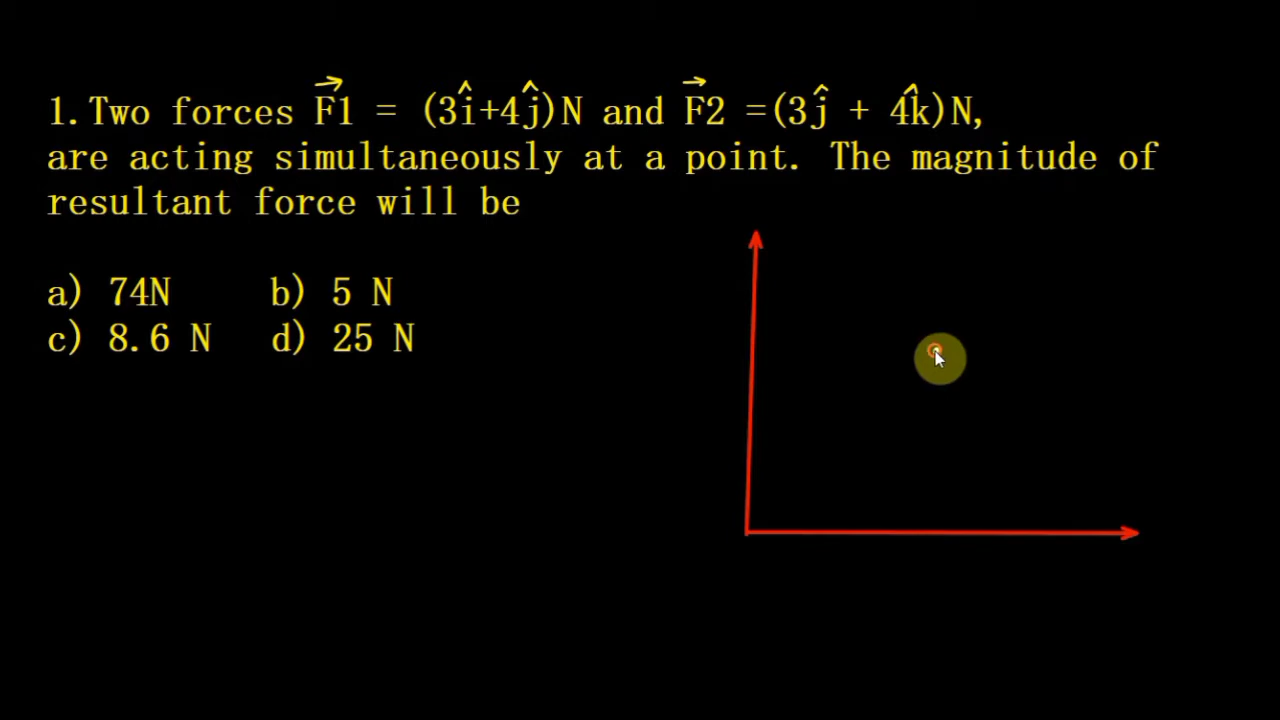 1.Two forces F⃗1 = (3î+4ĵ)N and F⃗2 =(3ĵ + 4k̂)N,
are acting simultaneously at a point. The magnitude of
resultant force will be
a) 74N b) 5 N
c) 8.6 N d) 25 N